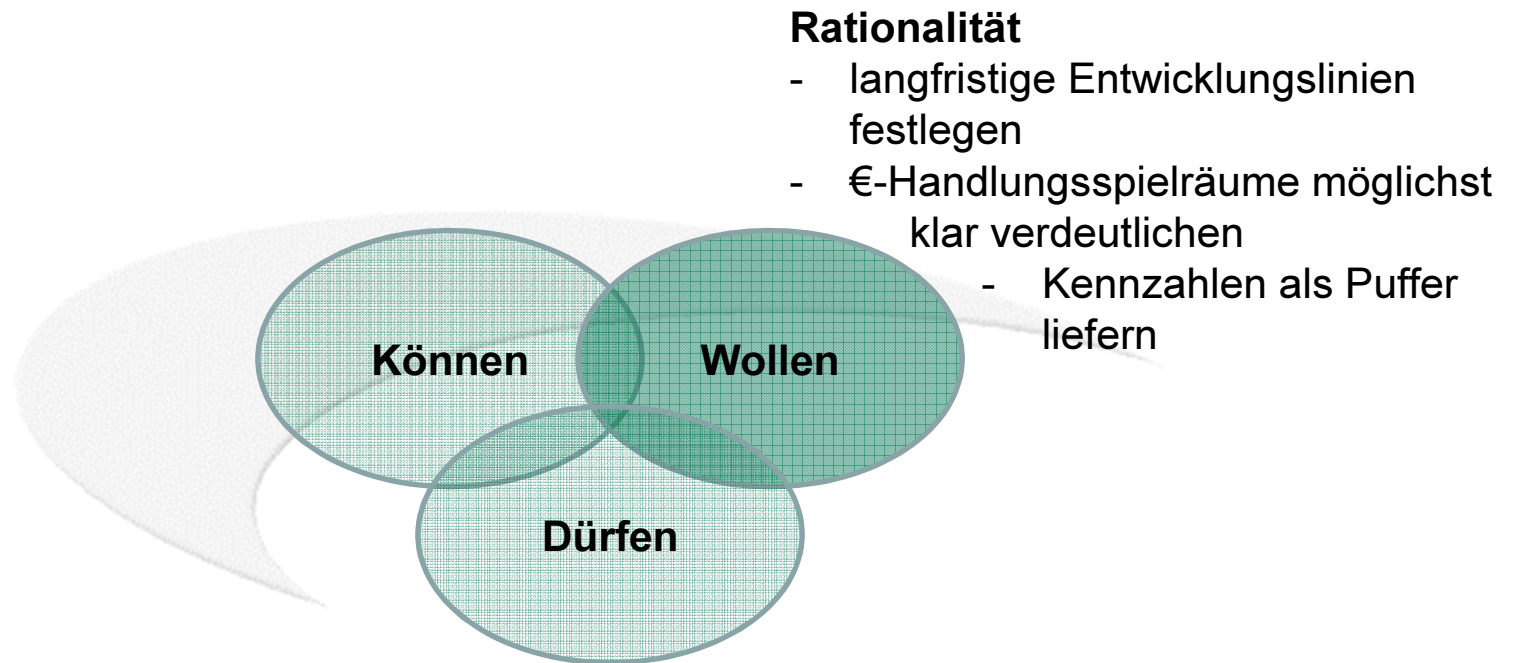 Rationalität
- langfristige Entwicklungslinien
festlegen
- €-Handlungsspielräume möglichst
klar verdeutlichen
- Kennzahlen als Puffer
liefern
Können
Wollen
Dürfen